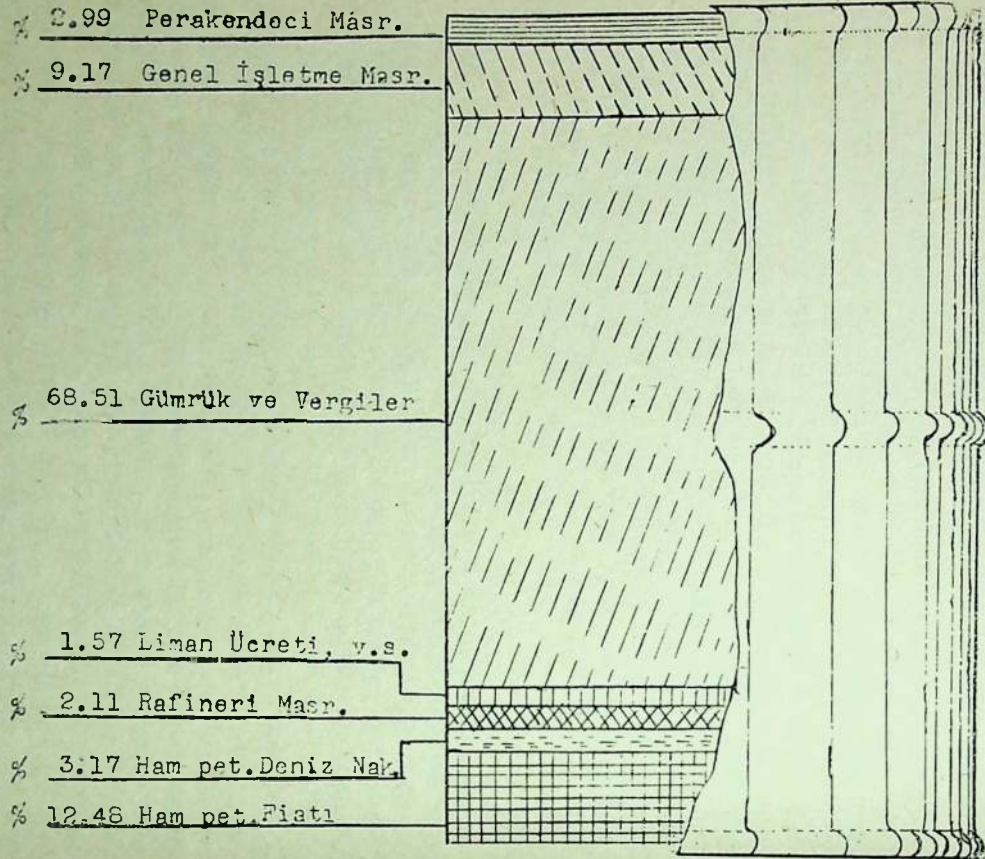 % 2.99 Perakendeci Masr.
% 9.17 Genel İşletme Masr.
% 68.51 Gümrük ve Vergiler
% 1.57 Liman Ücreti, v.s.
% 2.11 Rafineri Masr.
% 3.17 Ham pet.Deniz Nak.
% 12.48 Ham pet.Fiatı